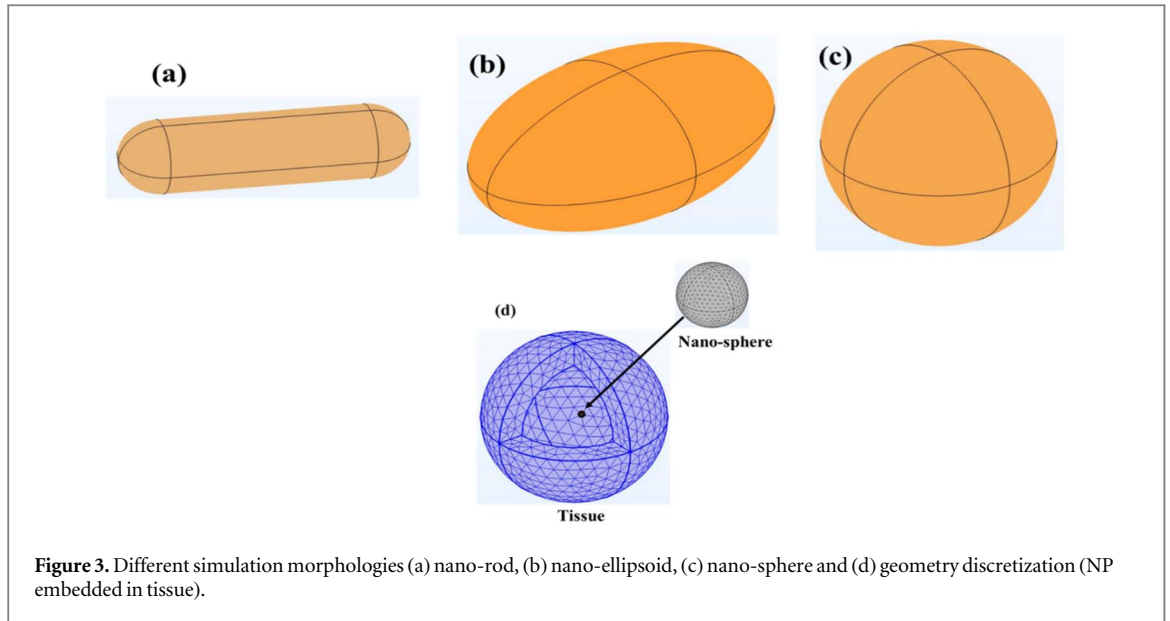 (a)
(b)
(c)
(d)
Nano-sphere
Tissue
Figure 3. Different simulation morphologies (a) nano-rod, (b) nano-ellipsoid, (c) nano-sphere and (d) geometry discretization (NP
embedded in tissue).